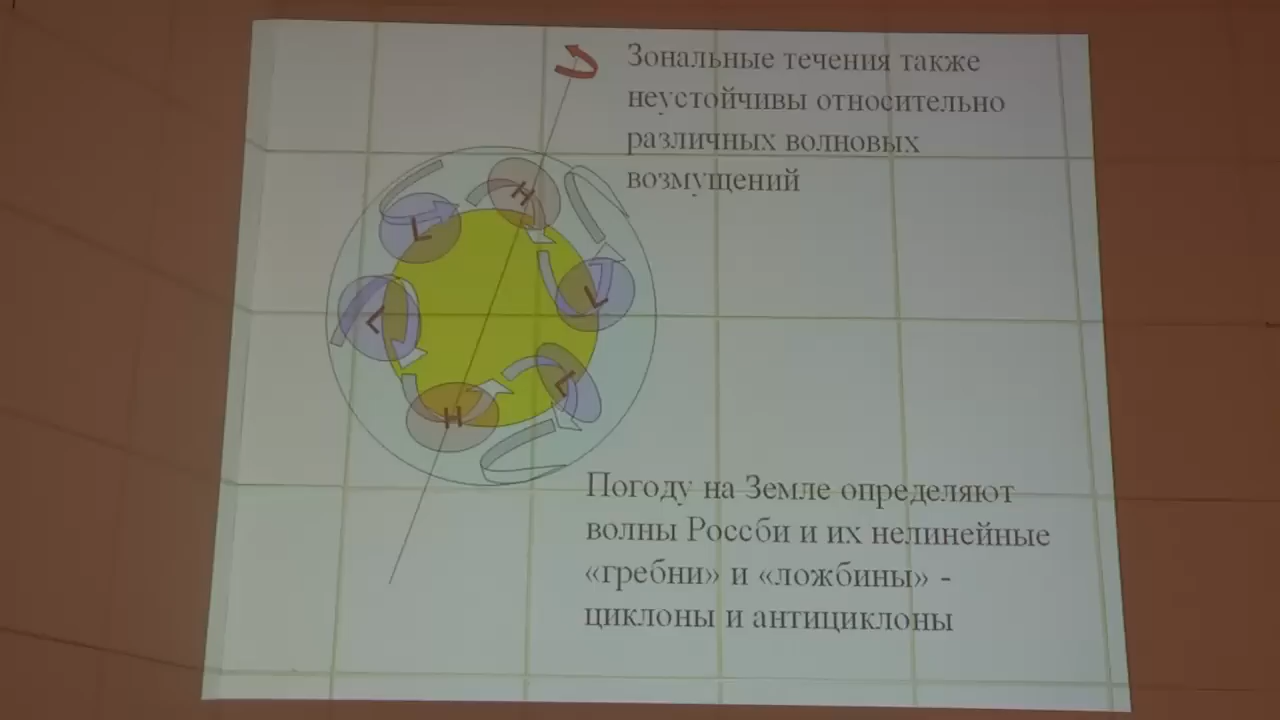 Зональные течения также
неустойчивы относительно
различных волновых
возмущений
H
L
L
L
L
H
Погоду на Земле определяют
волны Россби и их нелинейные
«гребни» и «ложбины» -
циклоны и антициклоны